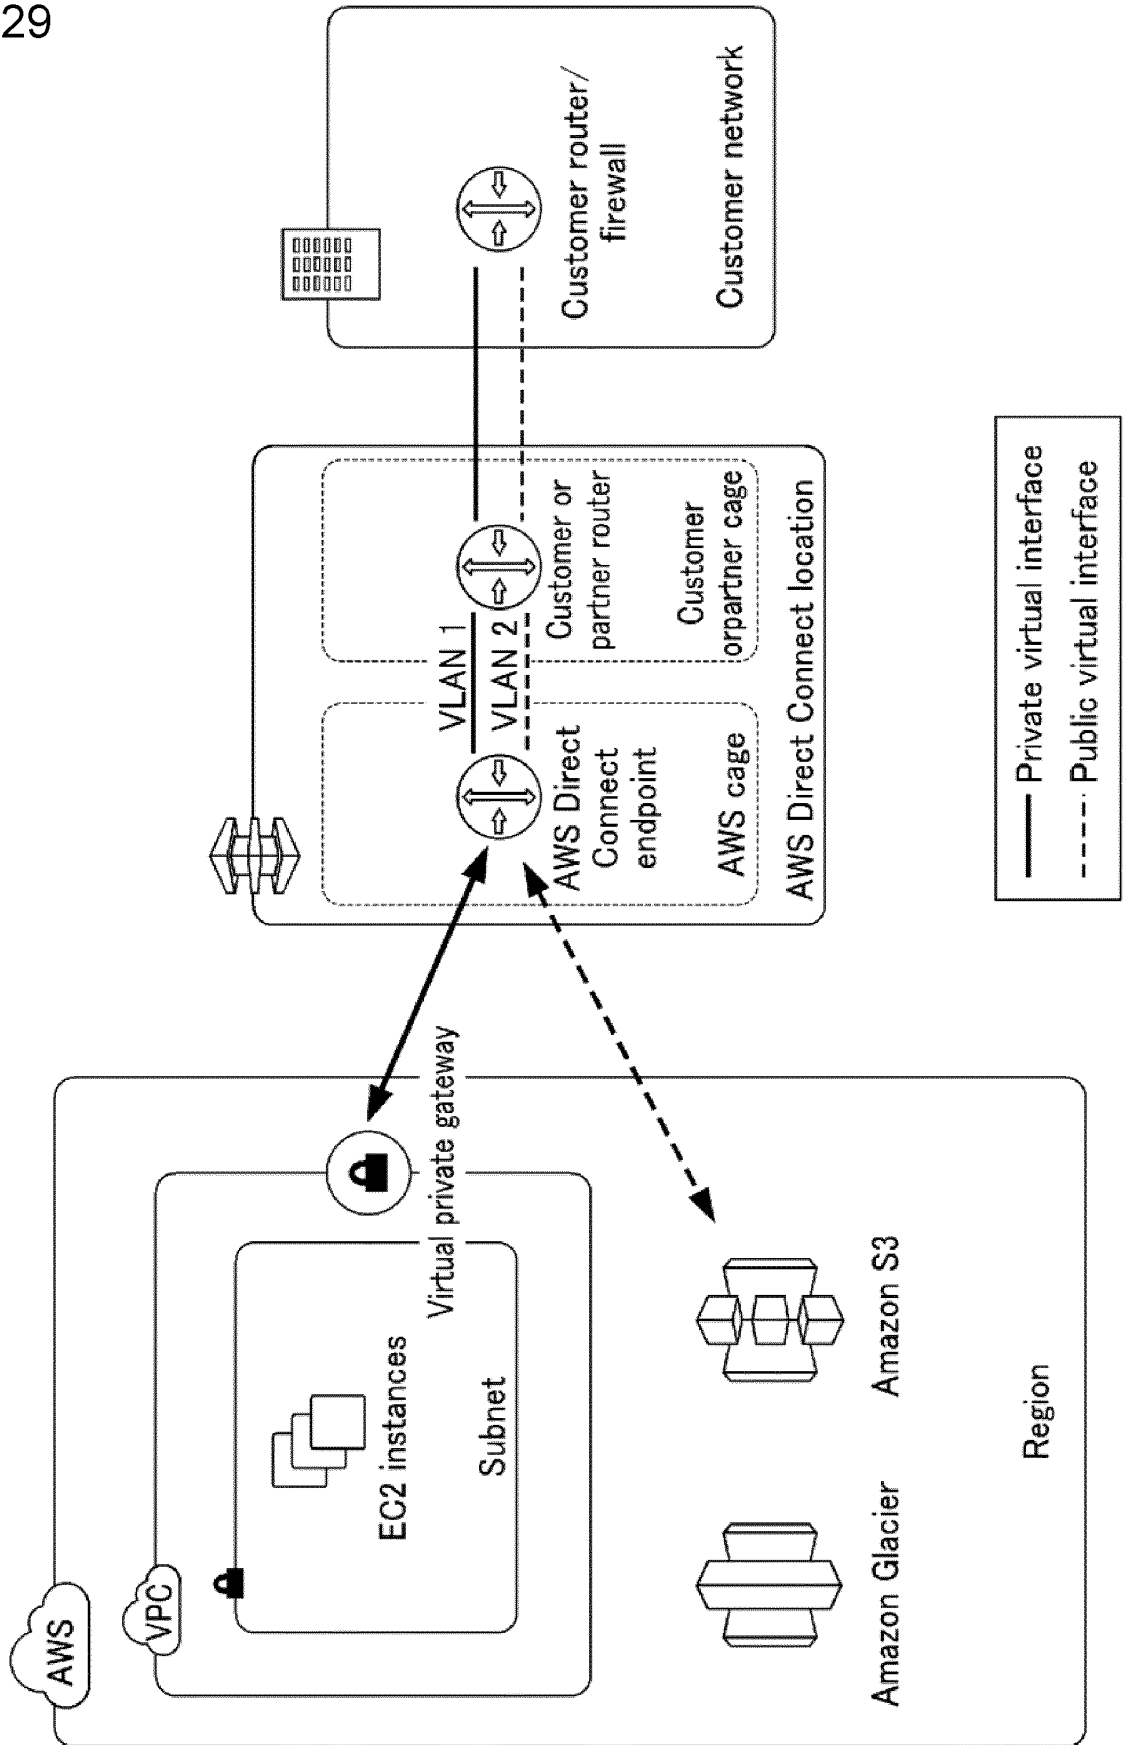 29
AWS
VPC
EC2 instances
Subnet
Virtual private gateway
Amazon Glacier
Amazon S3
Region
VLAN 1
VLAN 2
AWS Direct
Connect
endpoint
AWS cage
Customer or
partner router
Customer
orpartner cage
AWS Direct Connect location
Customer router/
firewall
Customer network
Private virtual interface
Public virtual interface